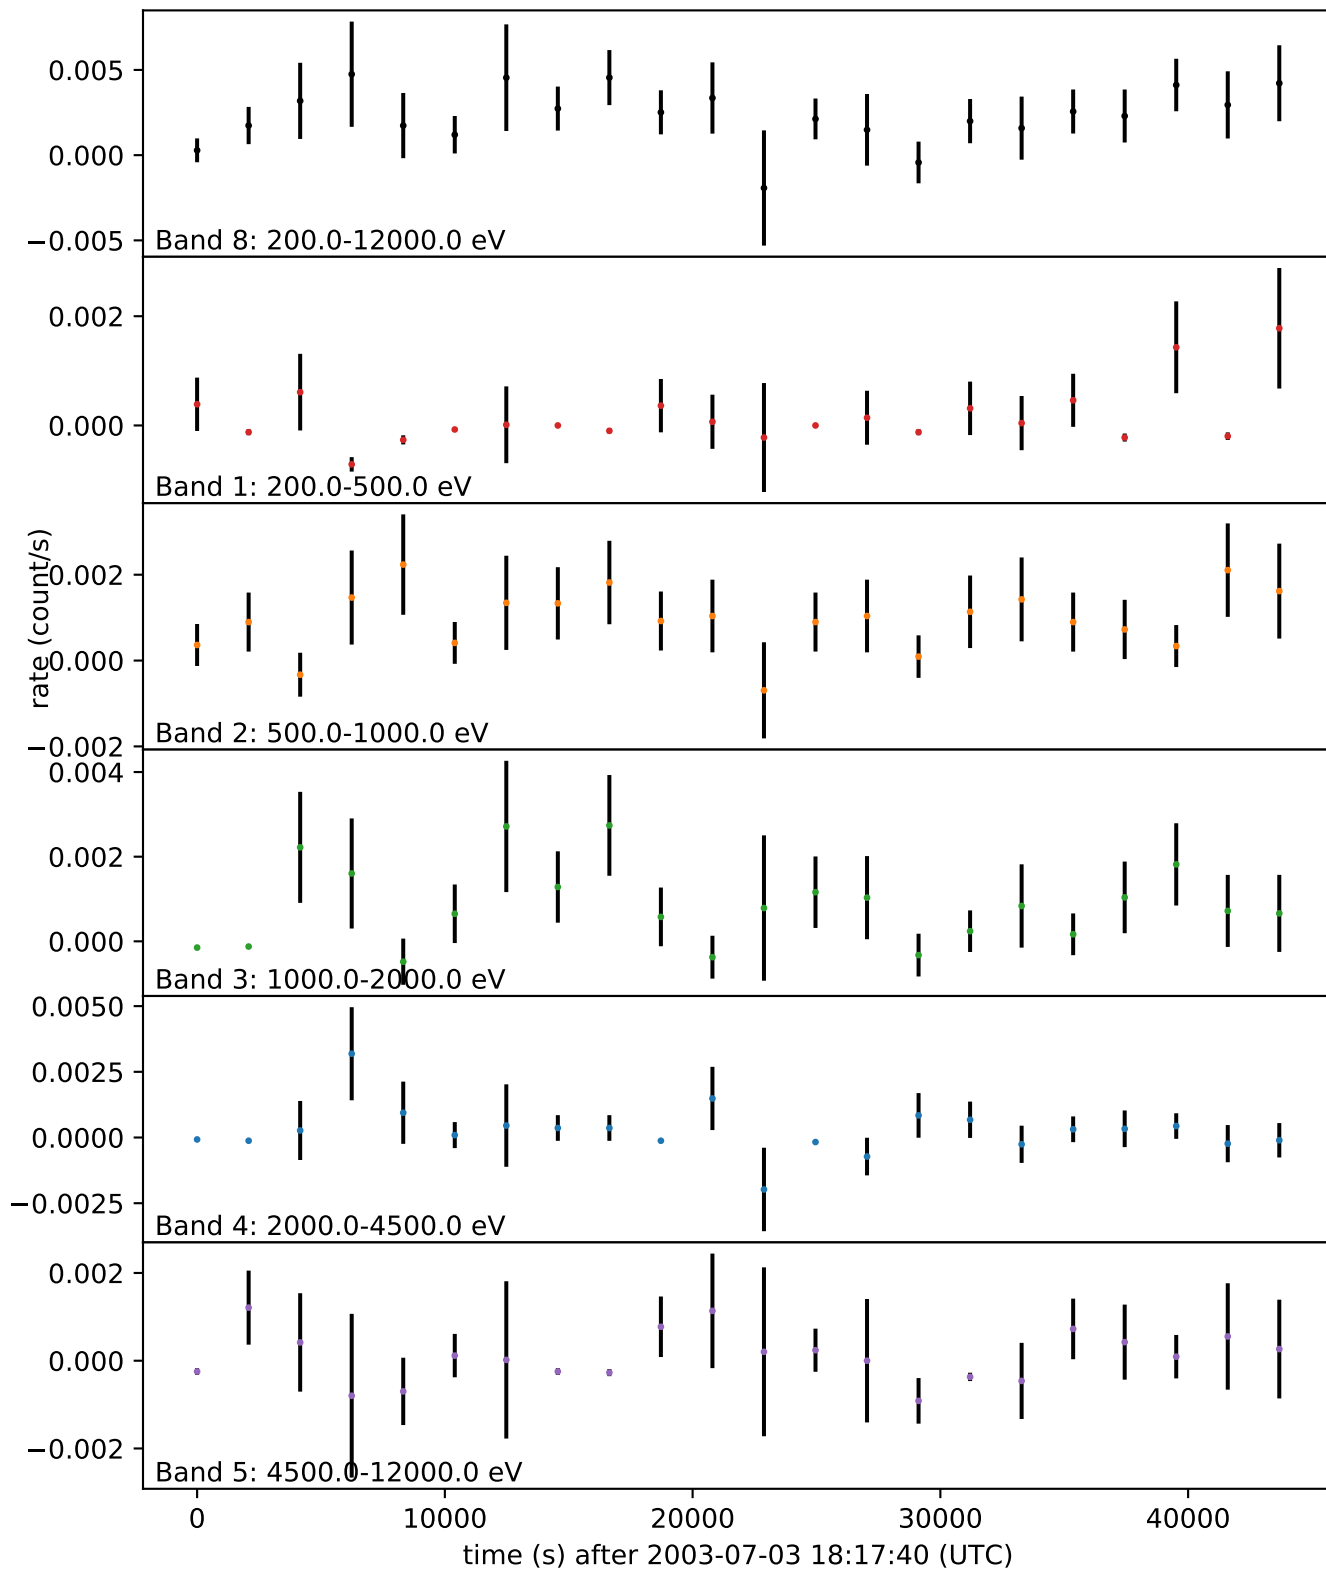 0.005
0.000
−0.005
Band 8: 200.0-12000.0 eV
0.002
0.000
Band 1: 200.0-500.0 eV
rate (count/s)
0.002
0.000
−0.002
Band 2: 500.0-1000.0 eV
0.004
0.002
0.000
Band 3: 1000.0-2000.0 eV
0.0050
0.0025
0.0000
−0.0025
Band 4: 2000.0-4500.0 eV
0.002
0.000
−0.002
Band 5: 4500.0-12000.0 eV
0 10000 20000 30000 40000
time (s) after 2003-07-03 18:17:40 (UTC)